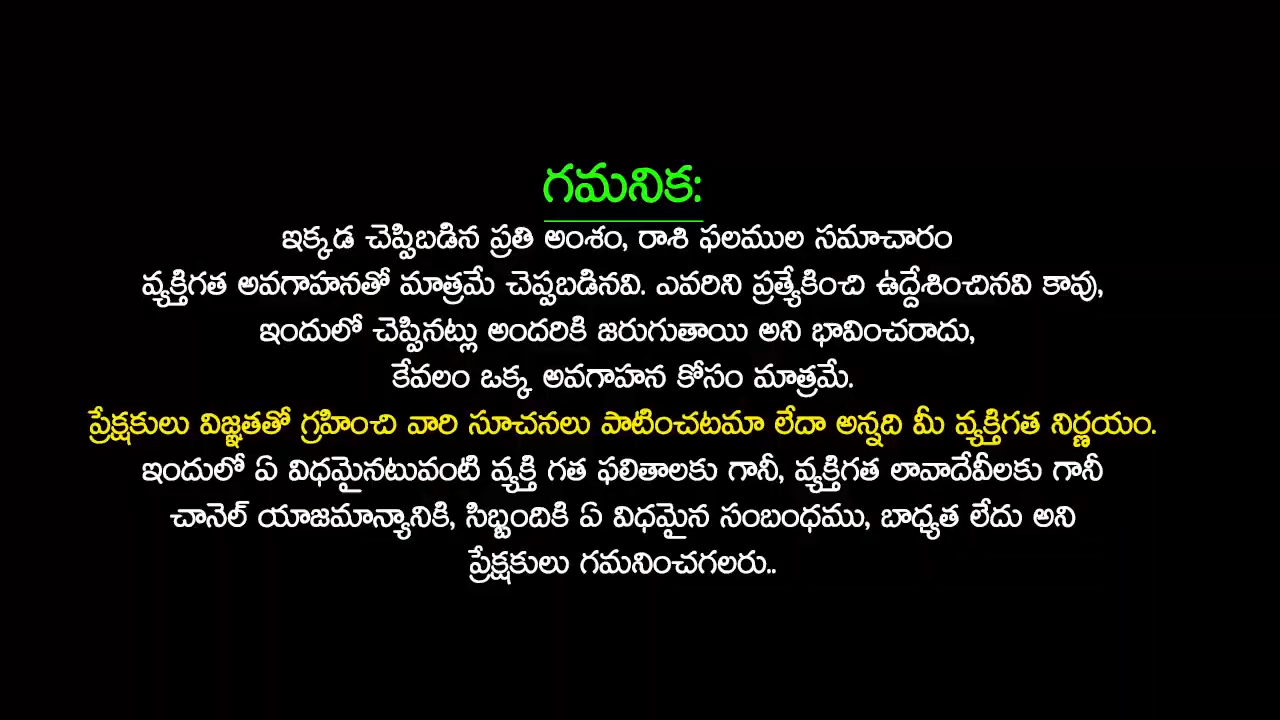 గమనిక:
ఇక్కడ చెప్పిబడిన ప్రతి అంశం, రాశి ఫలముల సమాచారం
వ్యక్తిగత అవగాహనతో మాత్రమే చెప్పబడినవి. ఎవరిని ప్రత్యేకించి ఉద్దేశించినవి కావు,
ఇందులో చెప్పినట్లు అందరికి జరుగుతాయి అని భావించరాదు,
కేవలం ఒక్క అవగాహన కోసం మాత్రమే.
ప్రేక్షకులు విజ్ఞతతో గ్రహించి వారి సూచనలు పాటించటమా లేదా అన్నది మీ వ్యక్తిగత నిర్ణయం.
ఇందులో ఏ విధమైనటువంటి వ్యక్తి గత ఫలితాలకు గానీ, వ్యక్తిగత లావాదేవీలకు గానీ
చానెల్ యాజమాన్యానికి, సిబ్బందికి ఏ విధమైన సంబంధము, బాధ్యత లేదు అని
ప్రేక్షకులు గమనించగలరు..